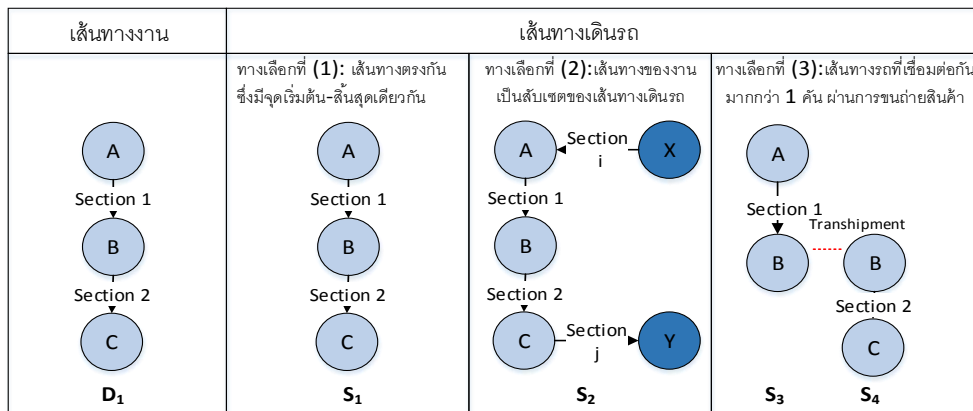 เส้นทางงาน
เส้นทางเดินรถ
ทางเลือกที่ (1): เส้นทางตรงกัน
ซึ่งมีจุดเริ่มต้น-สิ้นสุดเดียวกัน
ทางเลือกที่ (2):เส้นทางของงาน
เป็นสับเซตของเส้นทางเดินรถ
ทางเลือกที่ (3):เส้นทางรถที่เชื่อมต่อกัน
มากกว่า 1 คัน ผ่านการขนถ่ายสินค้า
A
Section 1
B
Section 2
C
D1
A
Section 1
B
Section 2
C
S1
A
Section
i
X
Section 1
B
Section 2
C
Section
j
Y
S2
A
Section 1
Transhipment
B
B
Section 2
C
S3
S4